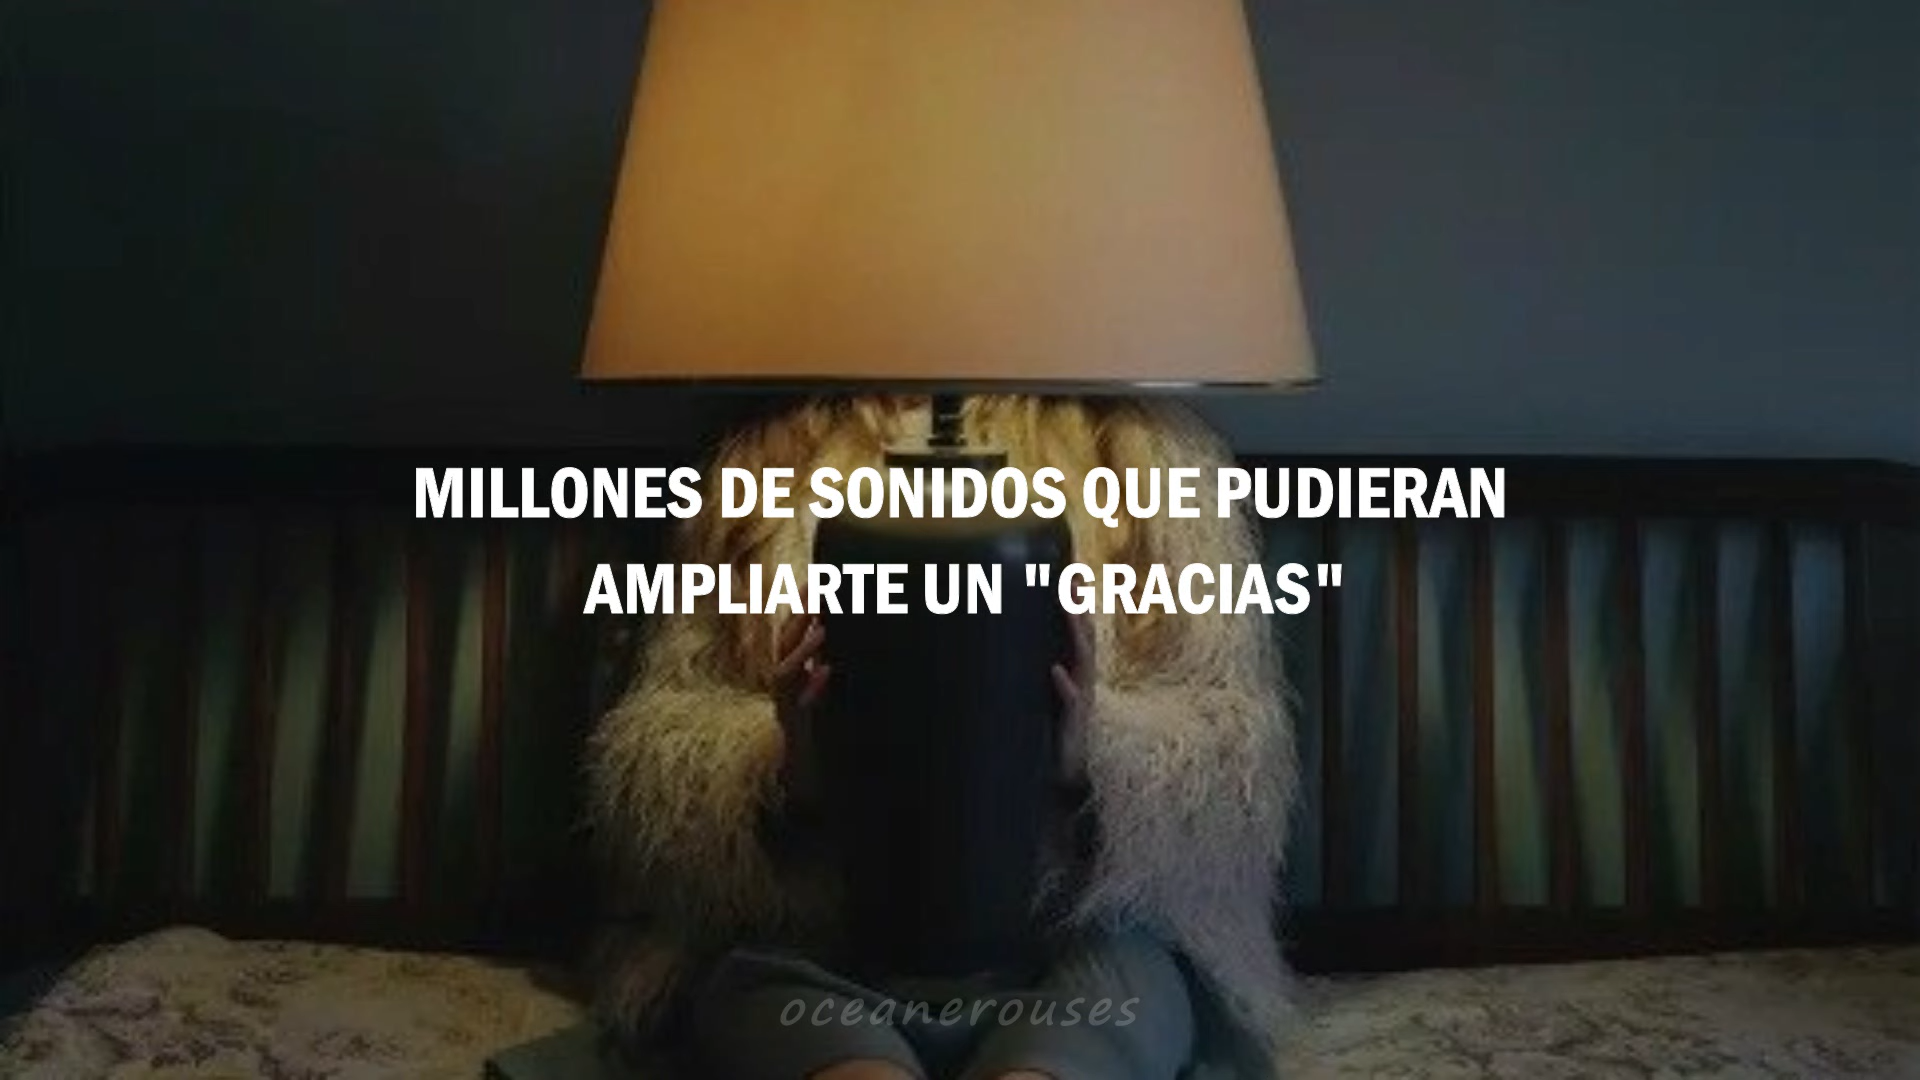 MILLONES DE SONIDOS QUE PUDIERAN
AMPLIARTE UN "GRACIAS"
oceanerouses